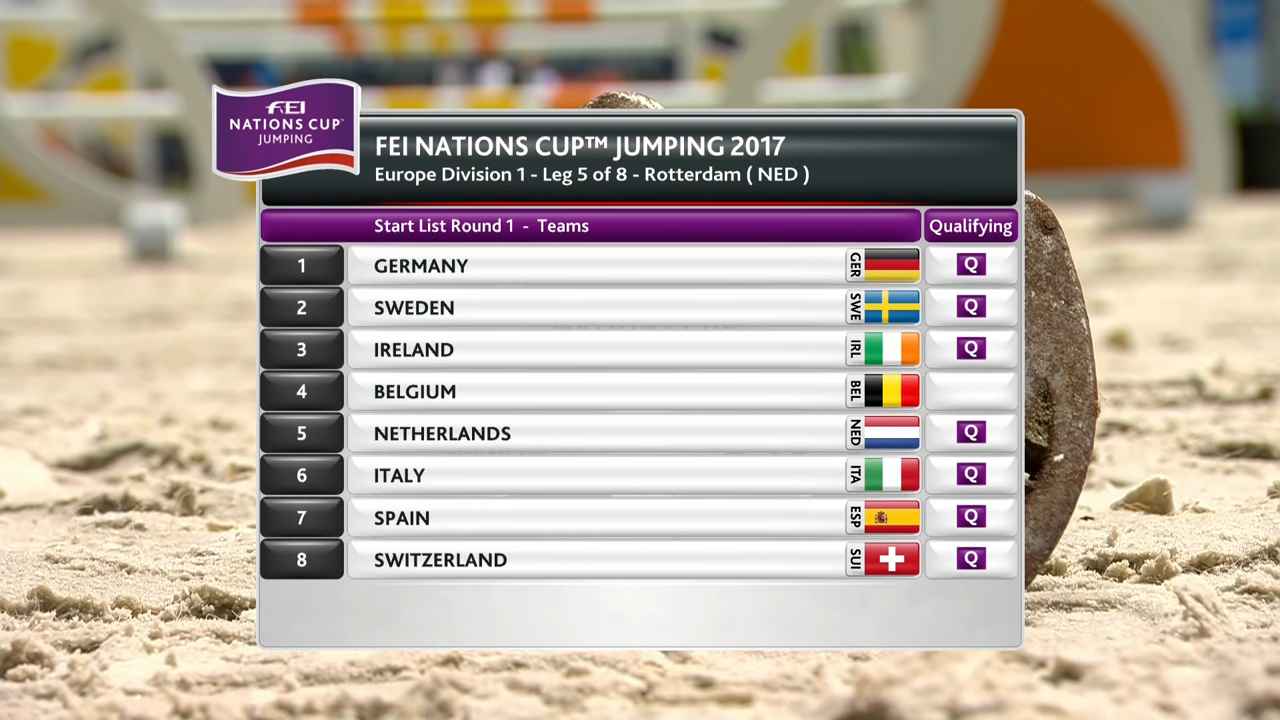 FEI
NATIONS CUP™
JUMPING
FEI NATIONS CUP™ JUMPING 2017
Europe Division 1 - Leg 5 of 8 - Rotterdam ( NED )
Start List Round 1 - Teams Qualifying
1 GERMANY GER Q
2 SWEDEN SWE Q
3 IRELAND IRL Q
4 BELGIUM BEL
5 NETHERLANDS NED Q
6 ITALY ITA Q
7 SPAIN ESP Q
8 SWITZERLAND SUI Q